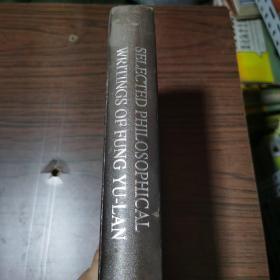 SELECTED PHILOSOPHICAL
WRITINGS OF FUNG YU-LAN